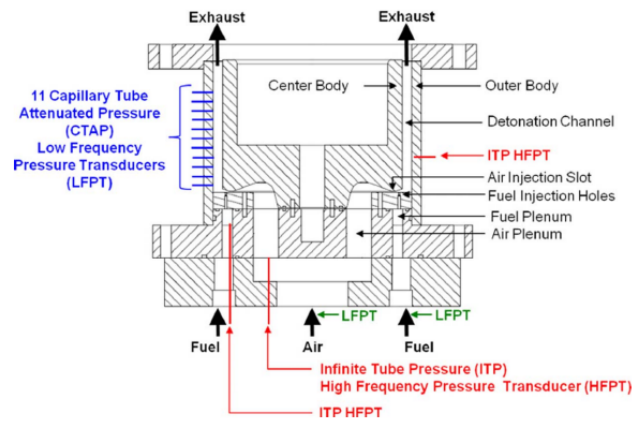 Exhaust
Exhaust
11 Capillary Tube
Attenuated Pressure
(CTAP)
Low Frequency
Pressure Transducers
(LFPT)
Center Body
Outer Body
Detonation Channel
ITP HFPT
Air Injection Slot
Fuel Injection Holes
Fuel Plenum
Air Plenum
LFPT
LFPT
Fuel
Air
Fuel
Infinite Tube Pressure (ITP)
High Frequency Pressure Transducer (HFPT)
ITP HFPT